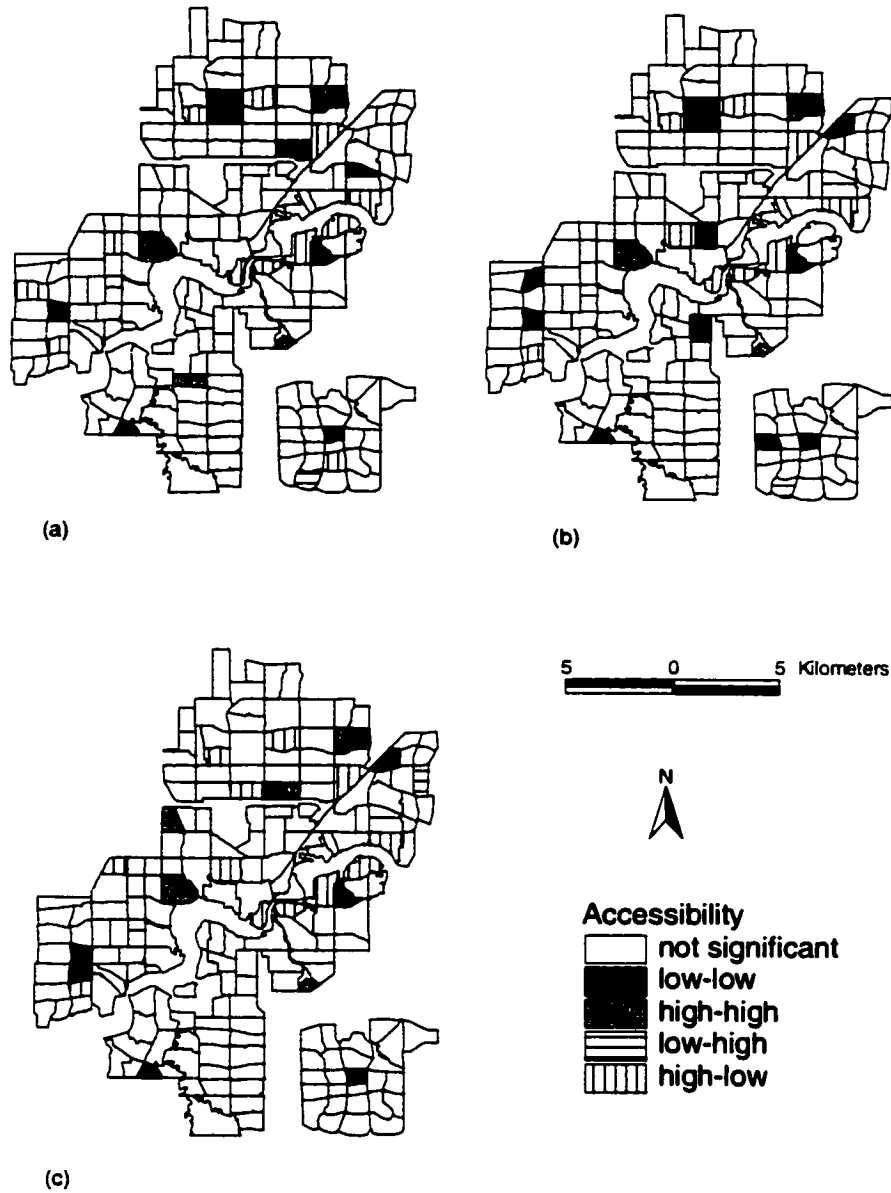 (a)
(b)
5 0 5 Kilometers
N
Accessibility
not significant
low-low
high-high
low-high
high-low
(c)